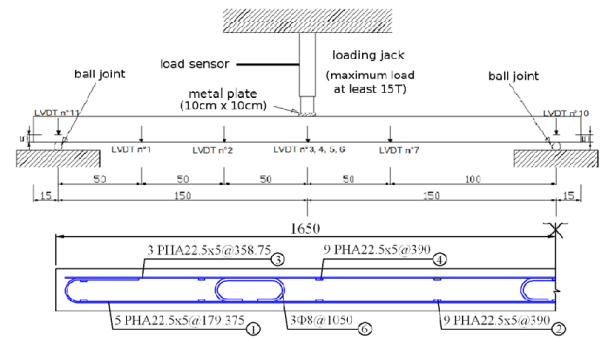 load sensor
loading jack
(maximum load
at least 15T)
ball joint
metal plate
(10cm x 10cm)
ball joint
LVDT n°11
LVDT n°10
LVDT n°1
LVDT n°2
LVDT n°3, 4, 5, 6
LVDT n°7
50
50
50
50
100
15
150
150
15
1650
3 PHA22.5x5@358.75
3
9 PHA22.5x5@390
4
5 PHA22.5x5@179.375
1
3Φ8@1050
6
9 PHA22.5x5@390
2